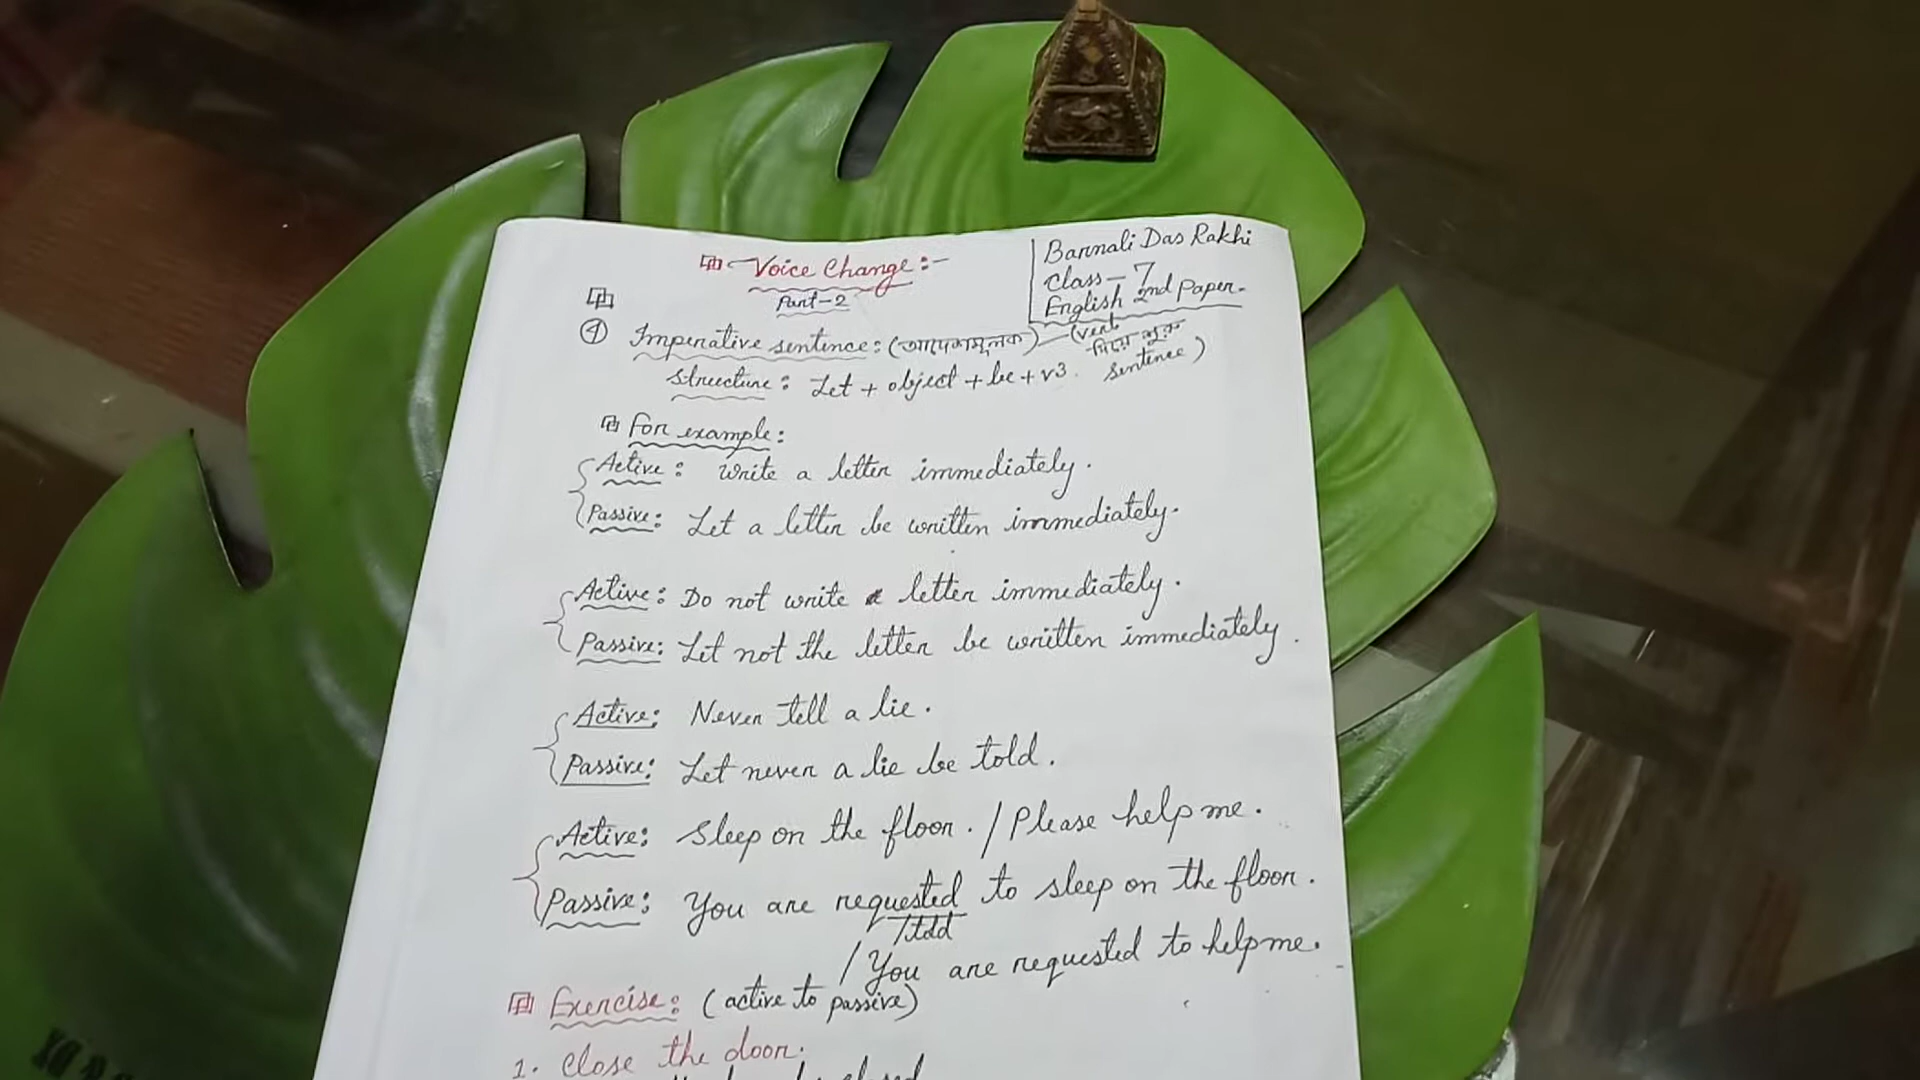 Voice Change:-
Part-2
Barnali Das Rakhi
Class-7
English 2nd Paper-
④ Imperative sentence: (আদেশমূলক) - (verb দিয়ে শুরু sentence)
Structure: Let + object + be + v3.
For example:
Active: Write a letter immediately.
Passive: Let a letter be written immediately.
Active: Do not write a letter immediately.
Passive: Let not the letter be written immediately.
Active: Never tell a lie.
Passive: Let never a lie be told.
Active: Sleep on the floor. / Please help me.
Passive: You are requested to sleep on the floor.
/told
/ You are requested to help me.
Exercise: (active to passive)
1. Close the door.
closed